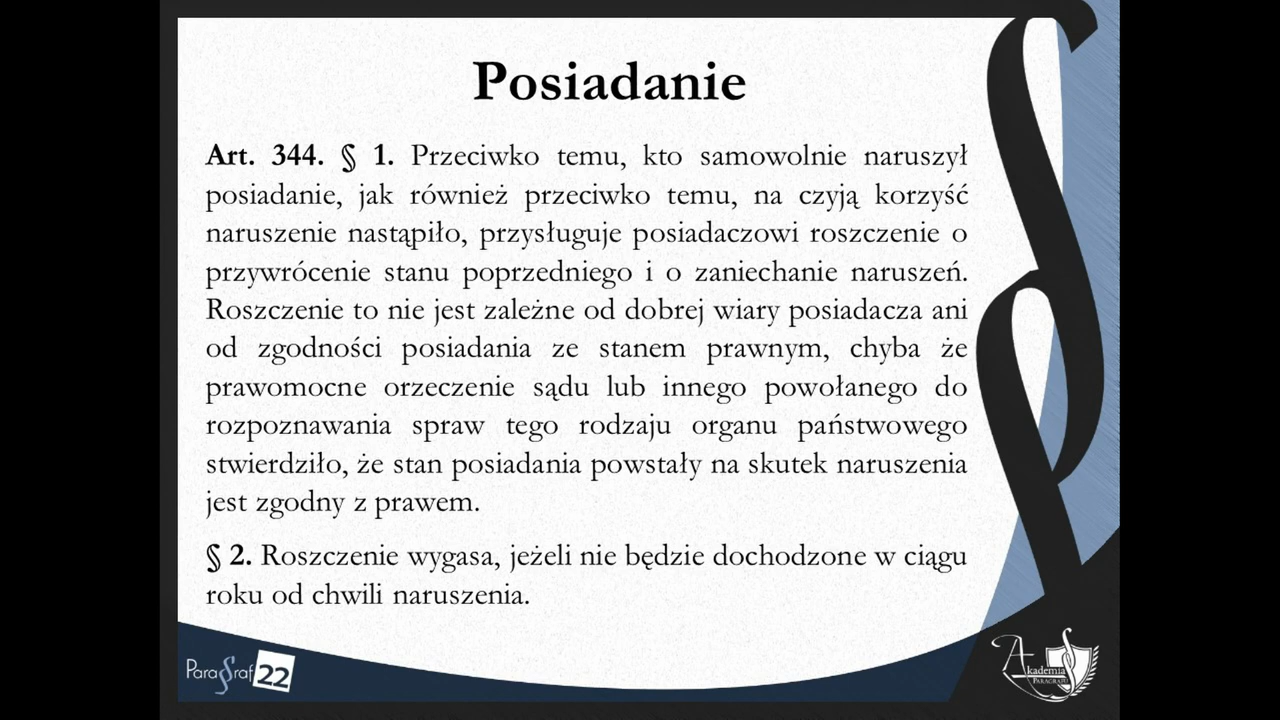 Posiadanie
Art. 344. § 1. Przeciwko temu, kto samowolnie naruszył
posiadanie, jak również przeciwko temu, na czyją korzyść
naruszenie nastąpiło, przysługuje posiadaczowi roszczenie o
przywrócenie stanu poprzedniego i o zaniechanie naruszeń.
Roszczenie to nie jest zależne od dobrej wiary posiadacza ani
od zgodności posiadania ze stanem prawnym, chyba że
prawomocne orzeczenie sądu lub innego powołanego do
rozpoznawania spraw tego rodzaju organu państwowego
stwierdziło, że stan posiadania powstały na skutek naruszenia
jest zgodny z prawem.
§ 2. Roszczenie wygasa, jeżeli nie będzie dochodzone w ciągu
roku od chwili naruszenia.
Para§raf 22
Akademia
PARAGRAFU